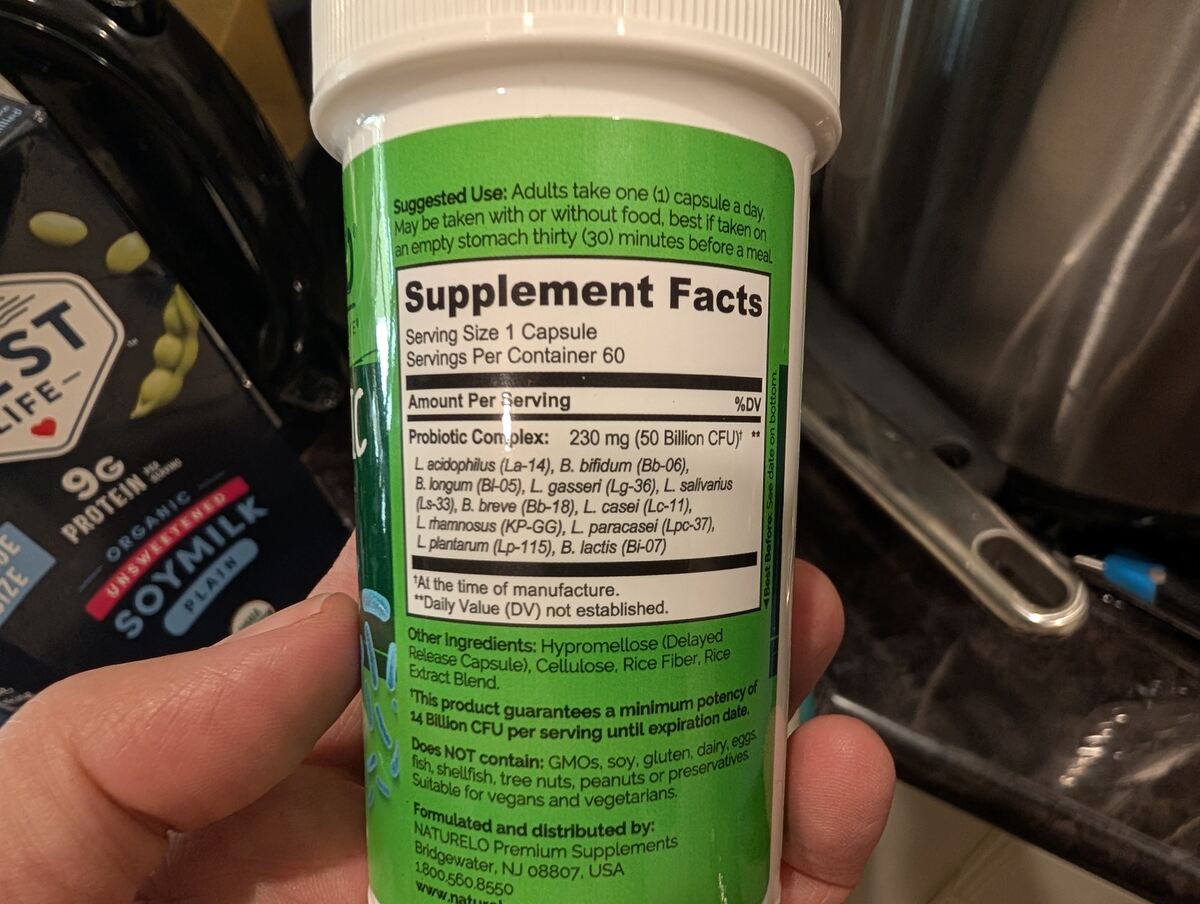 Suggested Use: Adults take one (1) capsule a day.
May be taken with or without food, best if taken on
an empty stomach thirty (30) minutes before a meal.
Supplement Facts
Serving Size 1 Capsule
Servings Per Container 60
Amount Per Serving %DV
Probiotic Complex: 230 mg (50 Billion CFU)† **
L. acidophilus (La-14), B. bifidum (Bb-06),
B. longum (Bl-05), L. gasseri (Lg-36), L. salivarius
(Ls-33), B. breve (Bb-18), L. casei (Lc-11),
L. rhamnosus (KP-GG), L. paracasei (Lpc-37),
L. plantarum (Lp-115), B. lactis (Bi-07)
†At the time of manufacture.
**Daily Value (DV) not established.
Other Ingredients: Hypromellose (Delayed
Release Capsule), Cellulose, Rice Fiber, Rice
Extract Blend.
†This product guarantees a minimum potency of
14 Billion CFU per serving until expiration date.
Does NOT contain: GMOs, soy, gluten, dairy, eggs,
fish, shellfish, tree nuts, peanuts or preservatives.
Suitable for vegans and vegetarians.
Formulated and distributed by:
NATURELO Premium Supplements
Bridgewater, NJ 08807, USA
1.800.560.8550
www.naturel
◀Best Before: See date on bottom.
EST
LIFE
9G
PROTEIN PER
SERVING
ORGANIC
UNSWEETENED
SOYMILK
PLAIN
IZE